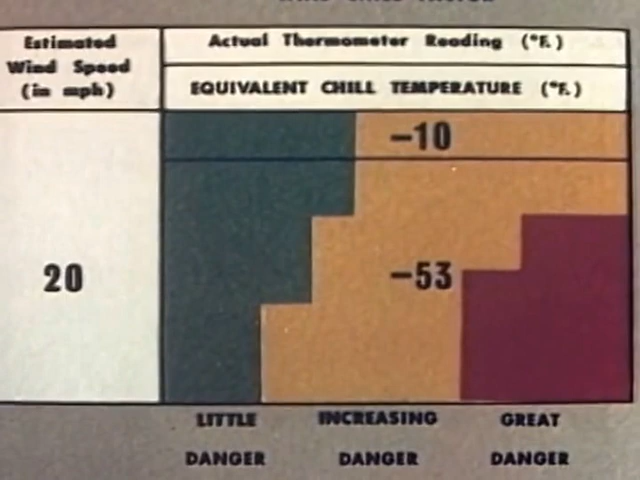 Estimated
Wind Speed
(in mph)
Actual Thermometer Reading (°F.)
EQUIVALENT CHILL TEMPERATURE (°F.)
-10
20
-53
LITTLE DANGER
INCREASING DANGER
GREAT DANGER